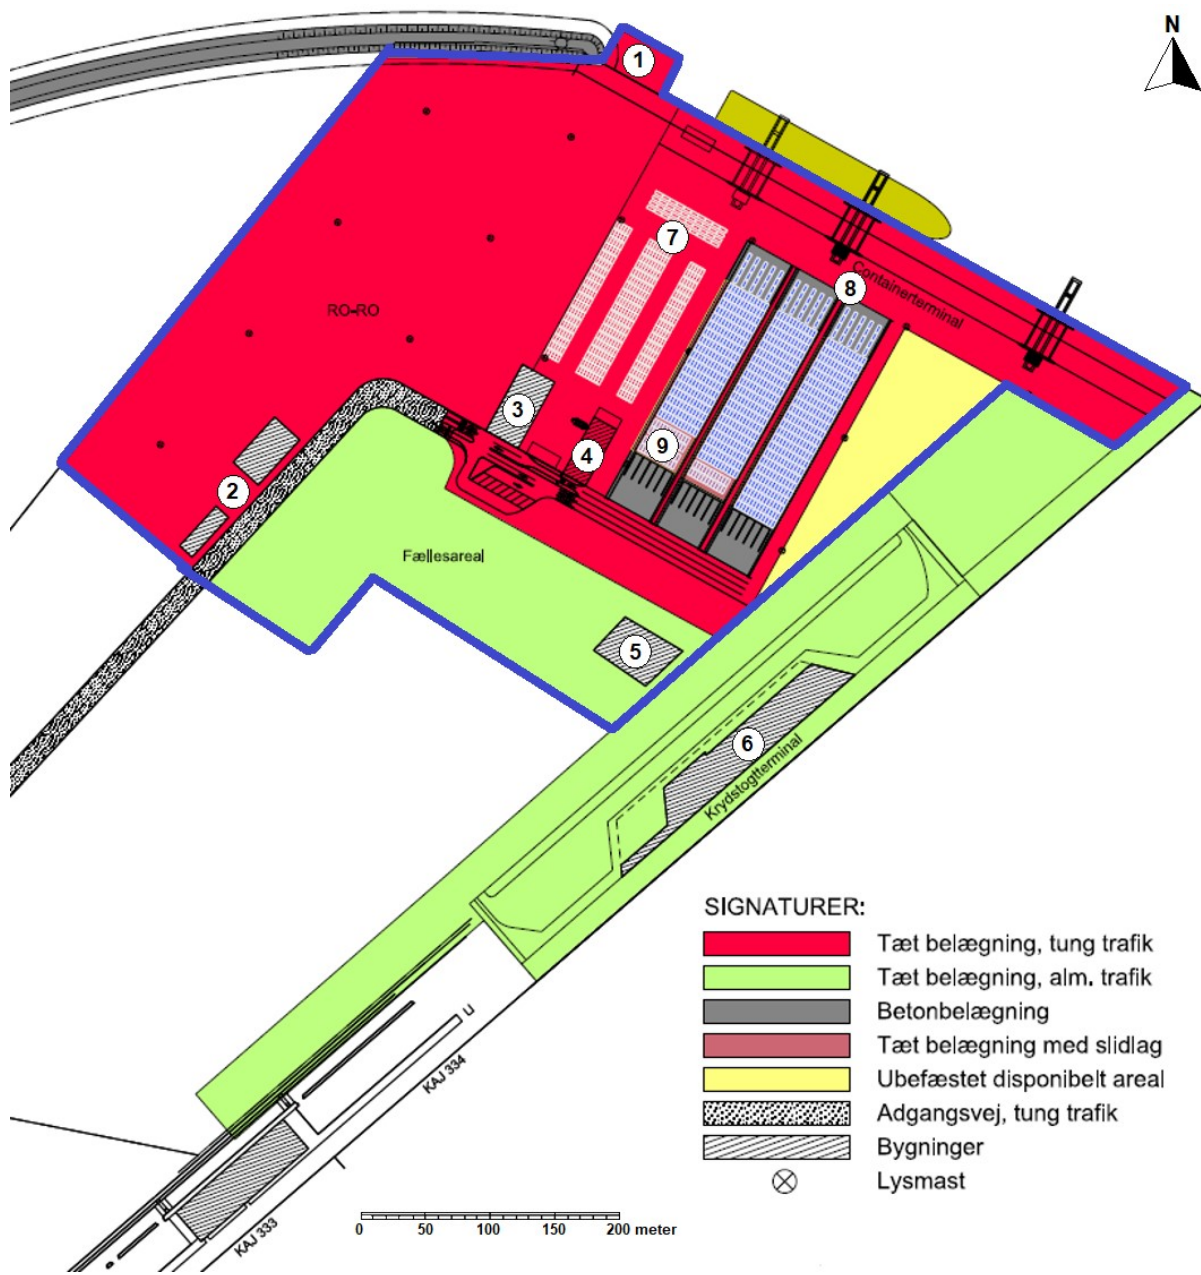 N
1
7
8
Containerterminal
RO-RO
3
4
9
2
Fællesareal
5
6
Krydstogtterminal
SIGNATURER:
Tæt belægning, tung trafik
Tæt belægning, alm. trafik
Betonbelægning
Tæt belægning med slidlag
Ubefæstet disponibelt areal
Adgangsvej, tung trafik
Bygninger
Lysmast
KAJ 334
KAJ 333
0 50 100 150 200 meter